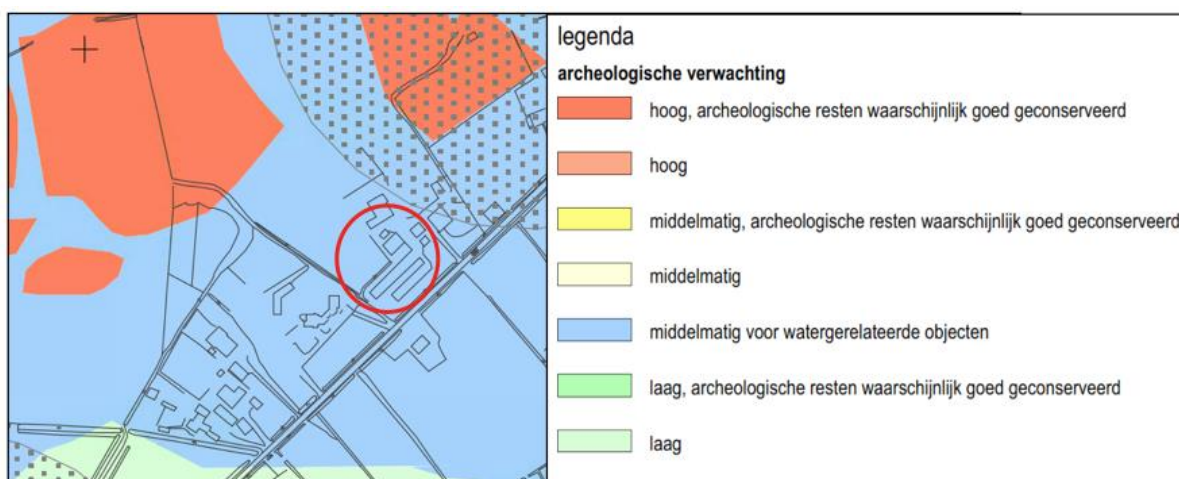 legenda
archeologische verwachting
hoog, archeologische resten waarschijnlijk goed geconserveerd
hoog
middelmatig, archeologische resten waarschijnlijk goed geconserveerd
middelmatig
middelmatig voor watergerelateerde objecten
laag, archeologische resten waarschijnlijk goed geconserveerd
laag